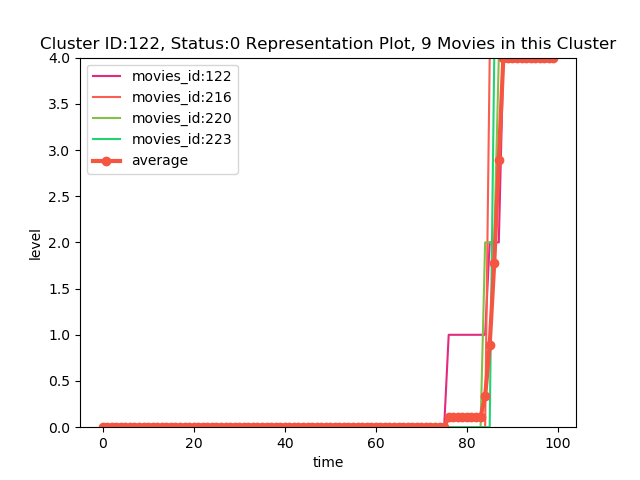 Cluster ID:122, Status:0 Representation Plot, 9 Movies in this Cluster
movies_id:122
movies_id:216
movies_id:220
movies_id:223
average
level
4.0
3.5
3.0
2.5
2.0
1.5
1.0
0.5
0.0
0 20 40 60 80 100
time